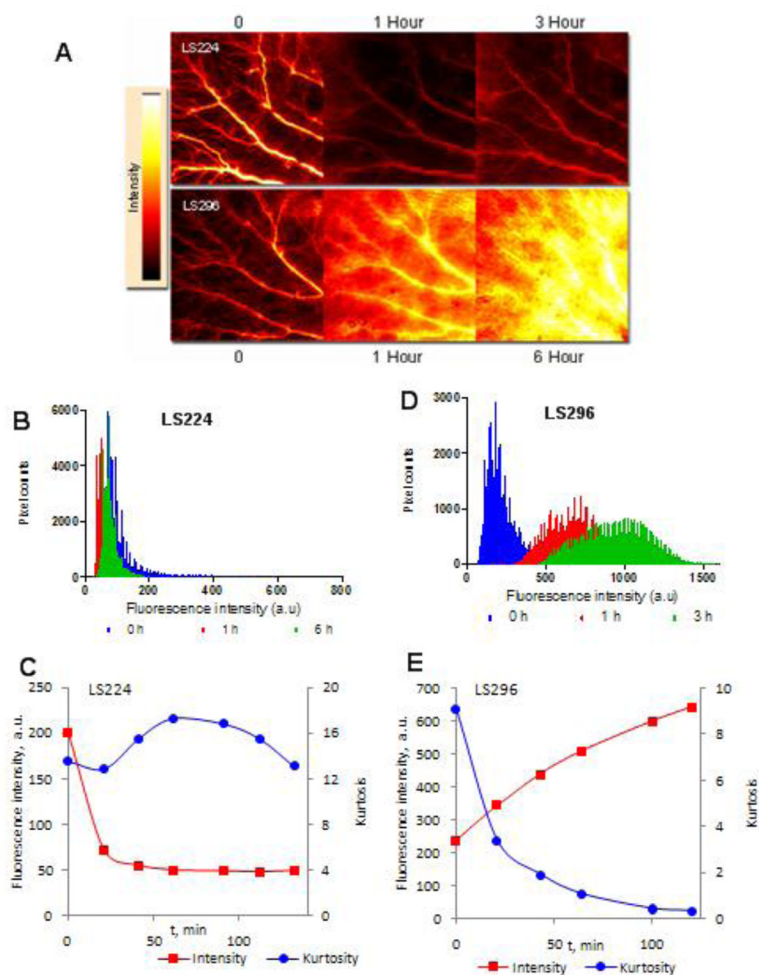 A
0 1 Hour 3 Hour
LS224
Intensity
LS296
0 1 Hour 6 Hour
B
LS224
6000
4000
2000
0
Pixel counts
0 200 400 600 800
Fluorescence intensity (a.u)
0 h 1 h 6 h
D
LS296
3000
2000
1000
0
Pixel counts
0 500 1000 1500
Fluorescence intensity (a.u)
0 h 1 h 3 h
C
LS224
250
200
150
100
50
0
Fluorescence intensity, a.u.
20
16
12
8
4
0
Kurtosis
0 50 100
t, min
Intensity Kurtosity
E
LS296
700
600
500
400
300
200
100
0
Fluorescence intensity, a.u.
10
8
6
4
2
0
Kurtosis
0 50 100
t, min
Intensity Kurtosity